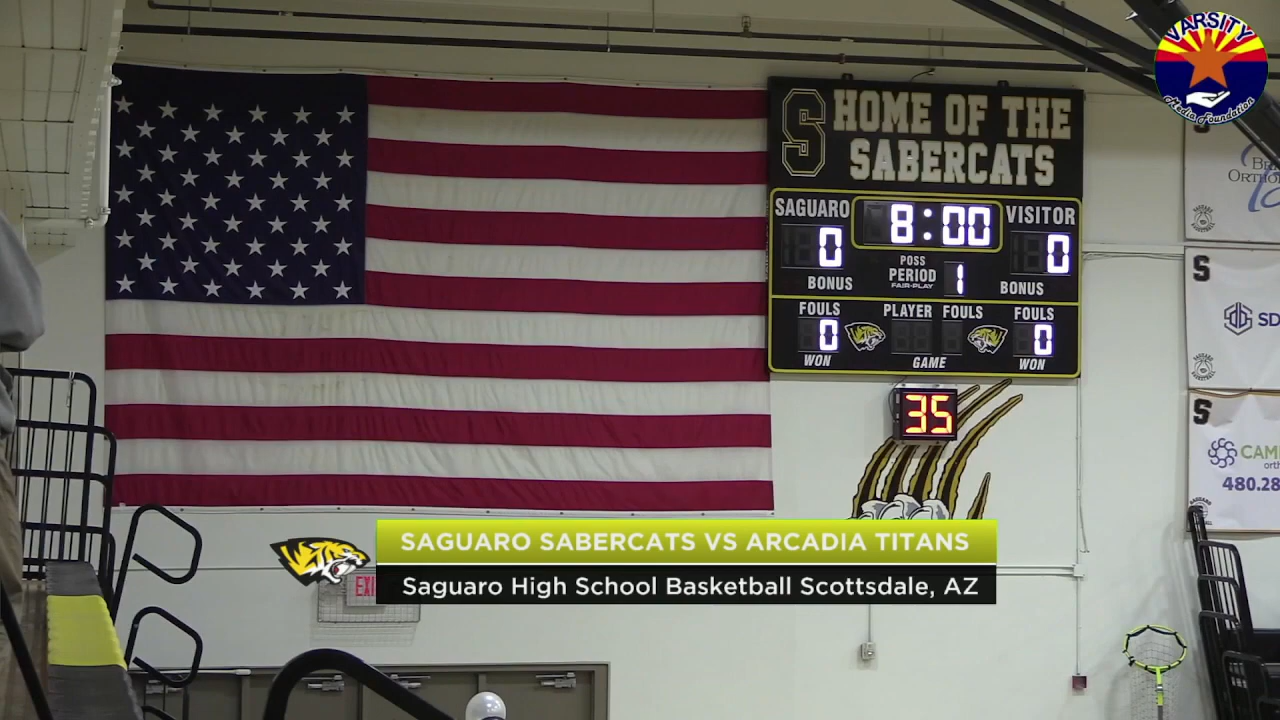 VARSITY
Media Foundation
S
HOME OF THE
SABERCATS
SAGUARO
8:00
VISITOR
0
0
POSS
PERIOD
FAIR-PLAY
1
BONUS
BONUS
FOULS
PLAYER FOULS
FOULS
0
0
WON
GAME
WON
35
S
S
480.28
SAGUARO SABERCATS VS ARCADIA TITANS
Saguaro High School Basketball Scottsdale, AZ
EXI